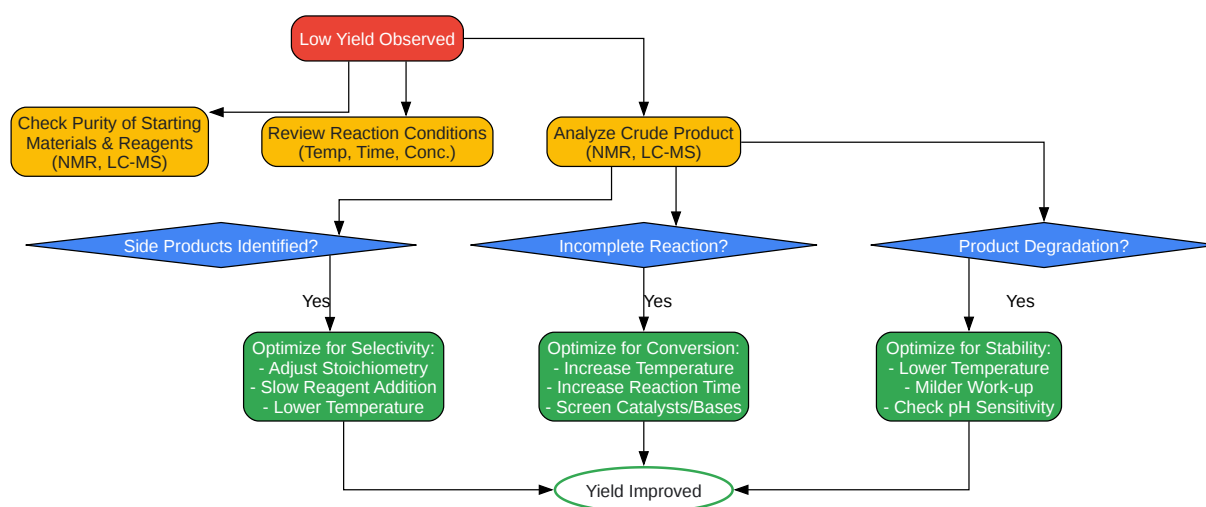 Low Yield Observed
Check Purity of Starting
Materials & Reagents
(NMR, LC-MS)
Review Reaction Conditions
(Temp, Time, Conc.)
Analyze Crude Product
(NMR, LC-MS)
Side Products Identified?
Incomplete Reaction?
Product Degradation?
Yes
Yes
Yes
Optimize for Selectivity:
- Adjust Stoichiometry
- Slow Reagent Addition
- Lower Temperature
Optimize for Conversion:
- Increase Temperature
- Increase Reaction Time
- Screen Catalysts/Bases
Optimize for Stability:
- Lower Temperature
- Milder Work-up
- Check pH Sensitivity
Yield Improved